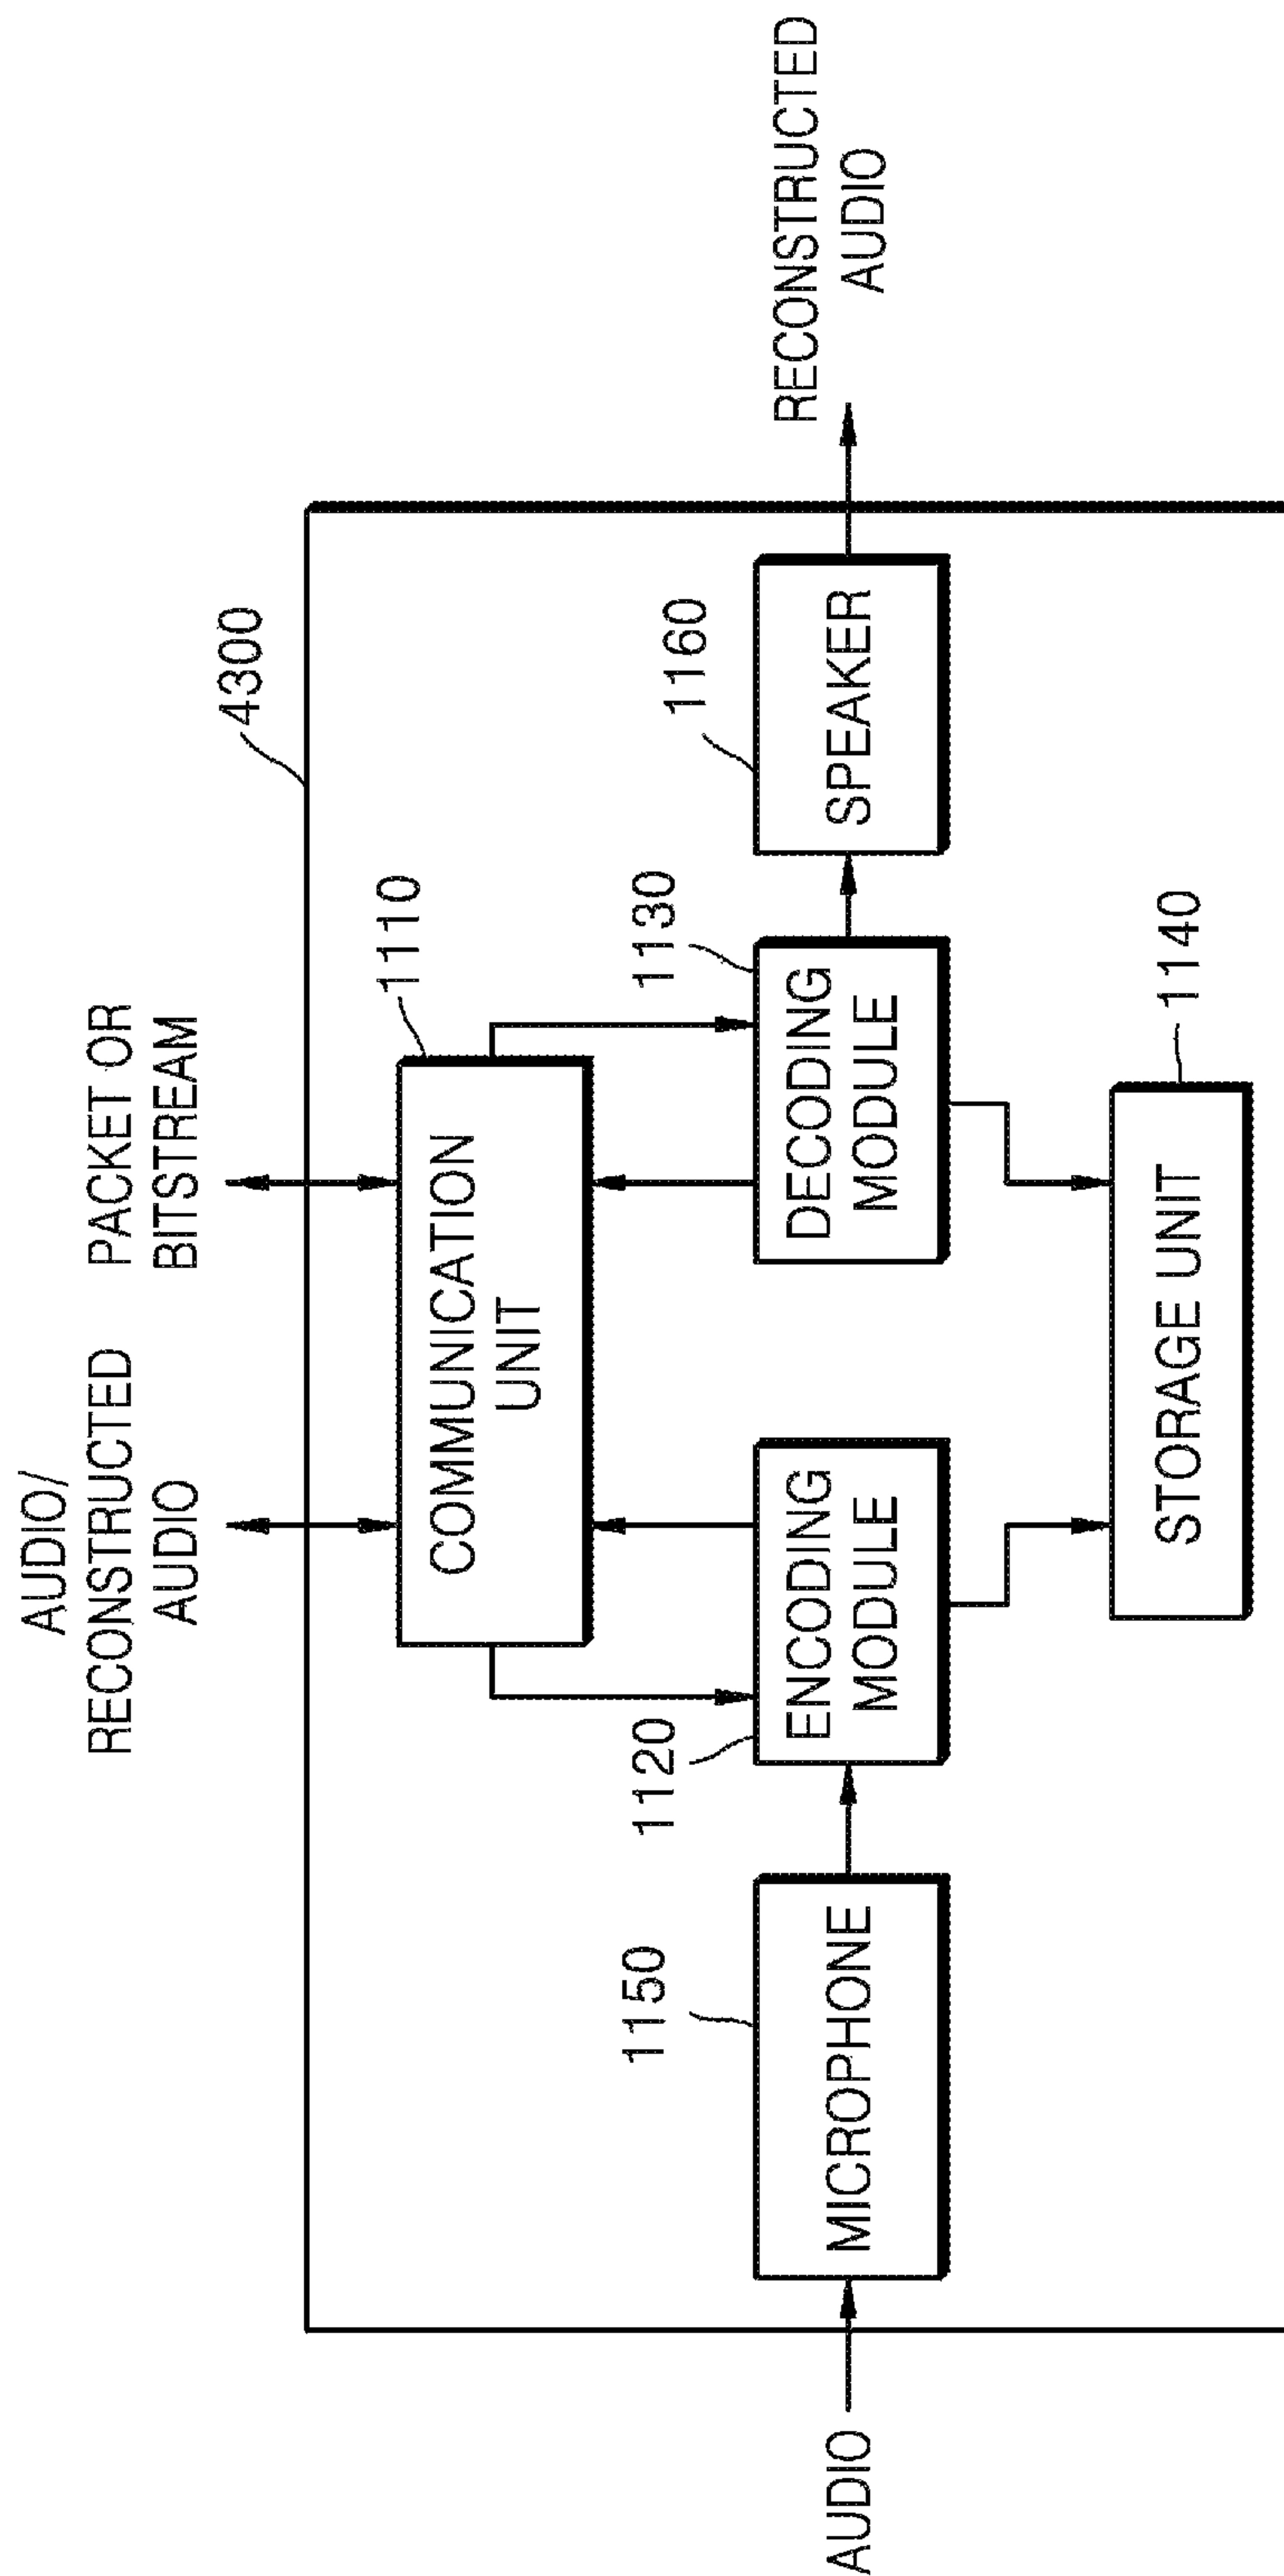 AUDIO/
RECONSTRUCTED
AUDIO
PACKET OR
BITSTREAM
4300
1110
COMMUNICATION
UNIT
1150
1120
1130
1160
AUDIO
MICROPHONE
ENCODING
MODULE
DECODING
MODULE
SPEAKER
RECONSTRUCTED
AUDIO
STORAGE UNIT
1140